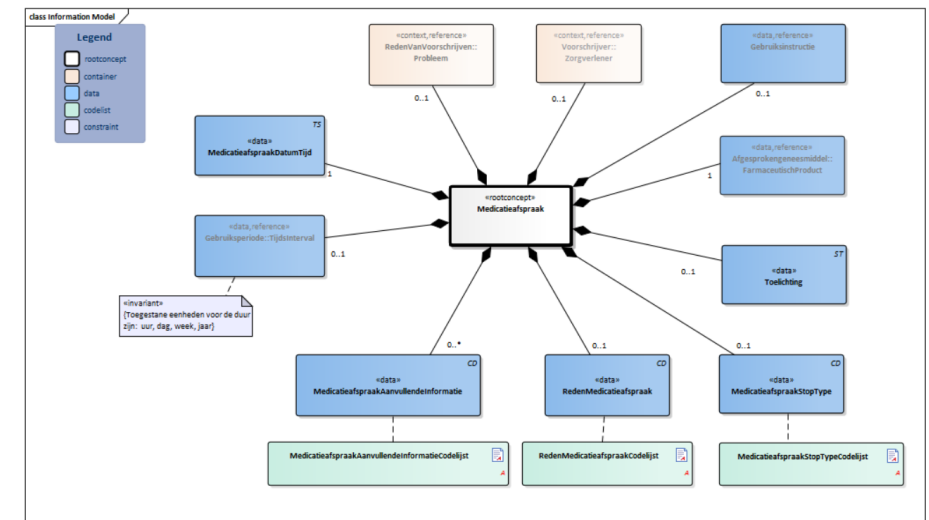 class Information Model
Legend
rootconcept
container
data
codelist
constraint
«context,reference»
RedenVanVoorschrijven::
Probleem
0..1
«context,reference»
Voorschrijver::
Zorgverlener
0..1
«data,reference»
Gebruiksinstructie
0..1
TS
«data»
MedicatieafspraakDatumTijd
1
«data,reference»
Afgesprokengeneesmiddel::
FarmaceutischProduct
1
«rootconcept»
Medicatieafspraak
«data,reference»
Gebruiksperiode::TijdsInterval
0..1
ST
«data»
Toelichting
0..1
«invariant»
{Toegestane eenheden voor de duur
zijn: uur, dag, week, jaar}
0..*
0..1
0..1
CD
«data»
MedicatieafspraakAanvullendeInformatie
CD
«data»
RedenMedicatieafspraak
CD
«data»
MedicatieafspraakStopType
MedicatieafspraakAanvullendeInformatieCodelijst
A
RedenMedicatieafspraakCodelijst
A
MedicatieafspraakStopTypeCodelijst
A